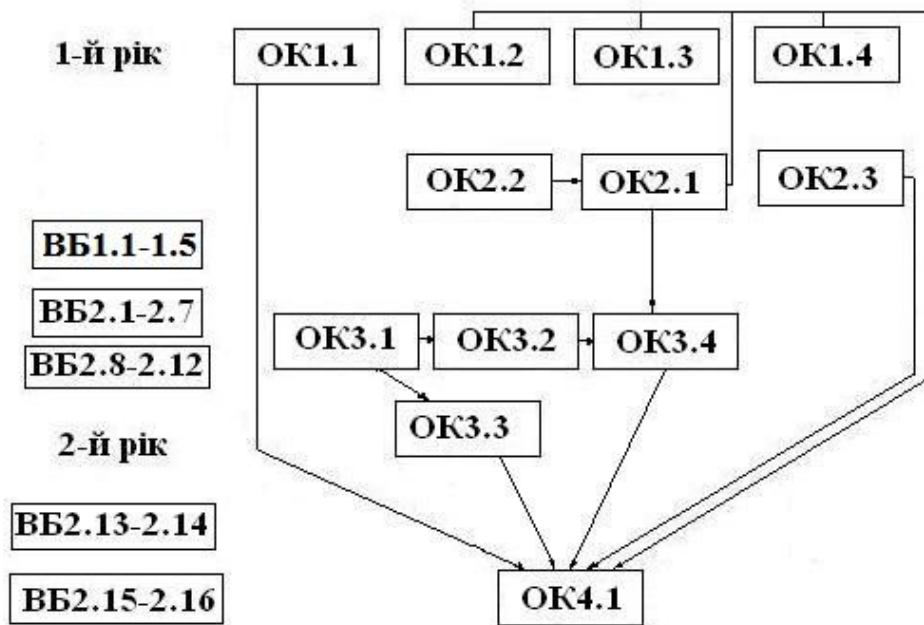 1-й рік
ОК1.1
ОК1.2
ОК1.3
ОК1.4
ОК2.2
ОК2.1
ОК2.3
ВБ1.1-1.5
ВБ2.1-2.7
ВБ2.8-2.12
ОК3.1
ОК3.2
ОК3.4
ОК3.3
2-й рік
ВБ2.13-2.14
ВБ2.15-2.16
ОК4.1